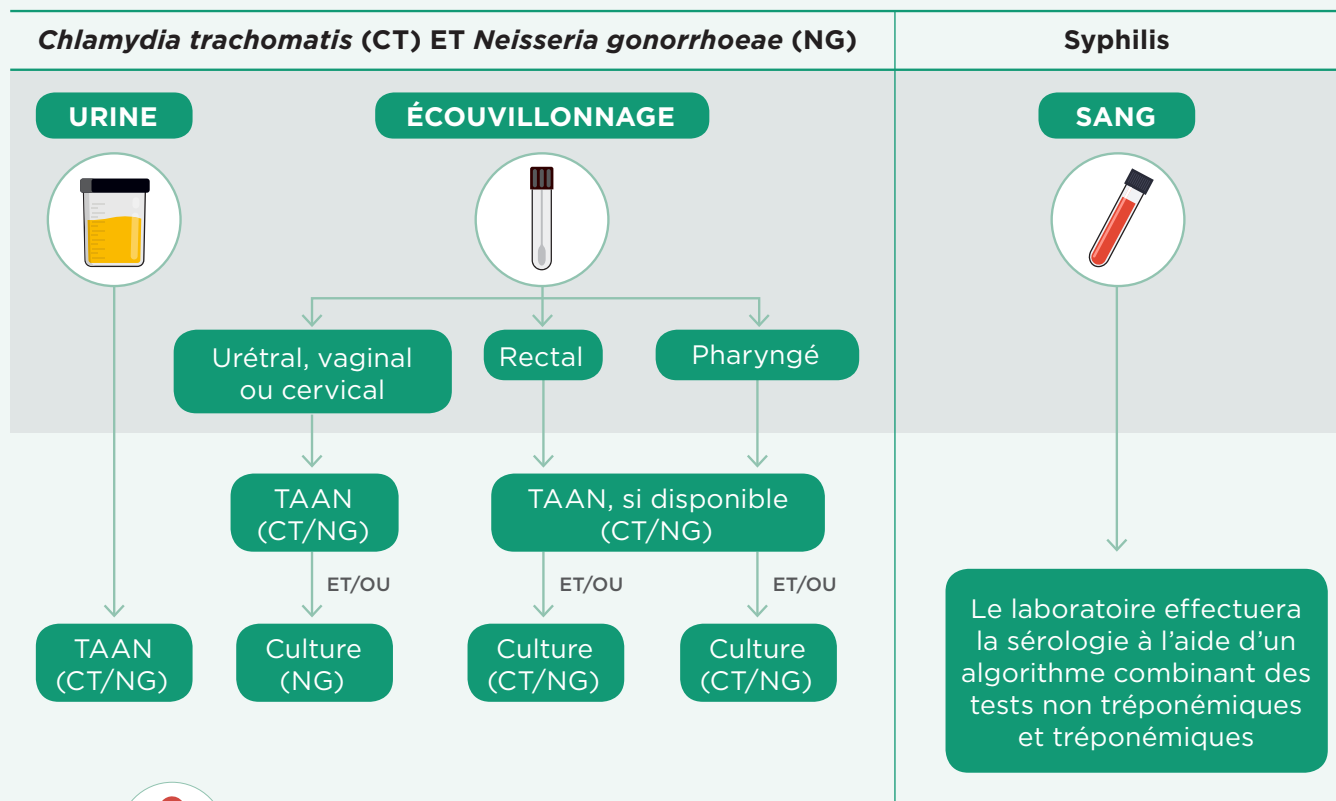 Chlamydia trachomatis (CT) ET Neisseria gonorrhoeae (NG)
Syphilis
URINE
ÉCOUVILLONNAGE
SANG
Urétral, vaginal
ou cervical
Rectal
Pharyngé
TAAN
(CT/NG)
TAAN, si disponible
(CT/NG)
ET/OU
ET/OU
ET/OU
TAAN
(CT/NG)
Culture
(NG)
Culture
(CT/NG)
Culture
(CT/NG)
Le laboratoire effectuera
la sérologie à l’aide d’un
algorithme combinant des
tests non tréponémiques
et tréponémiques